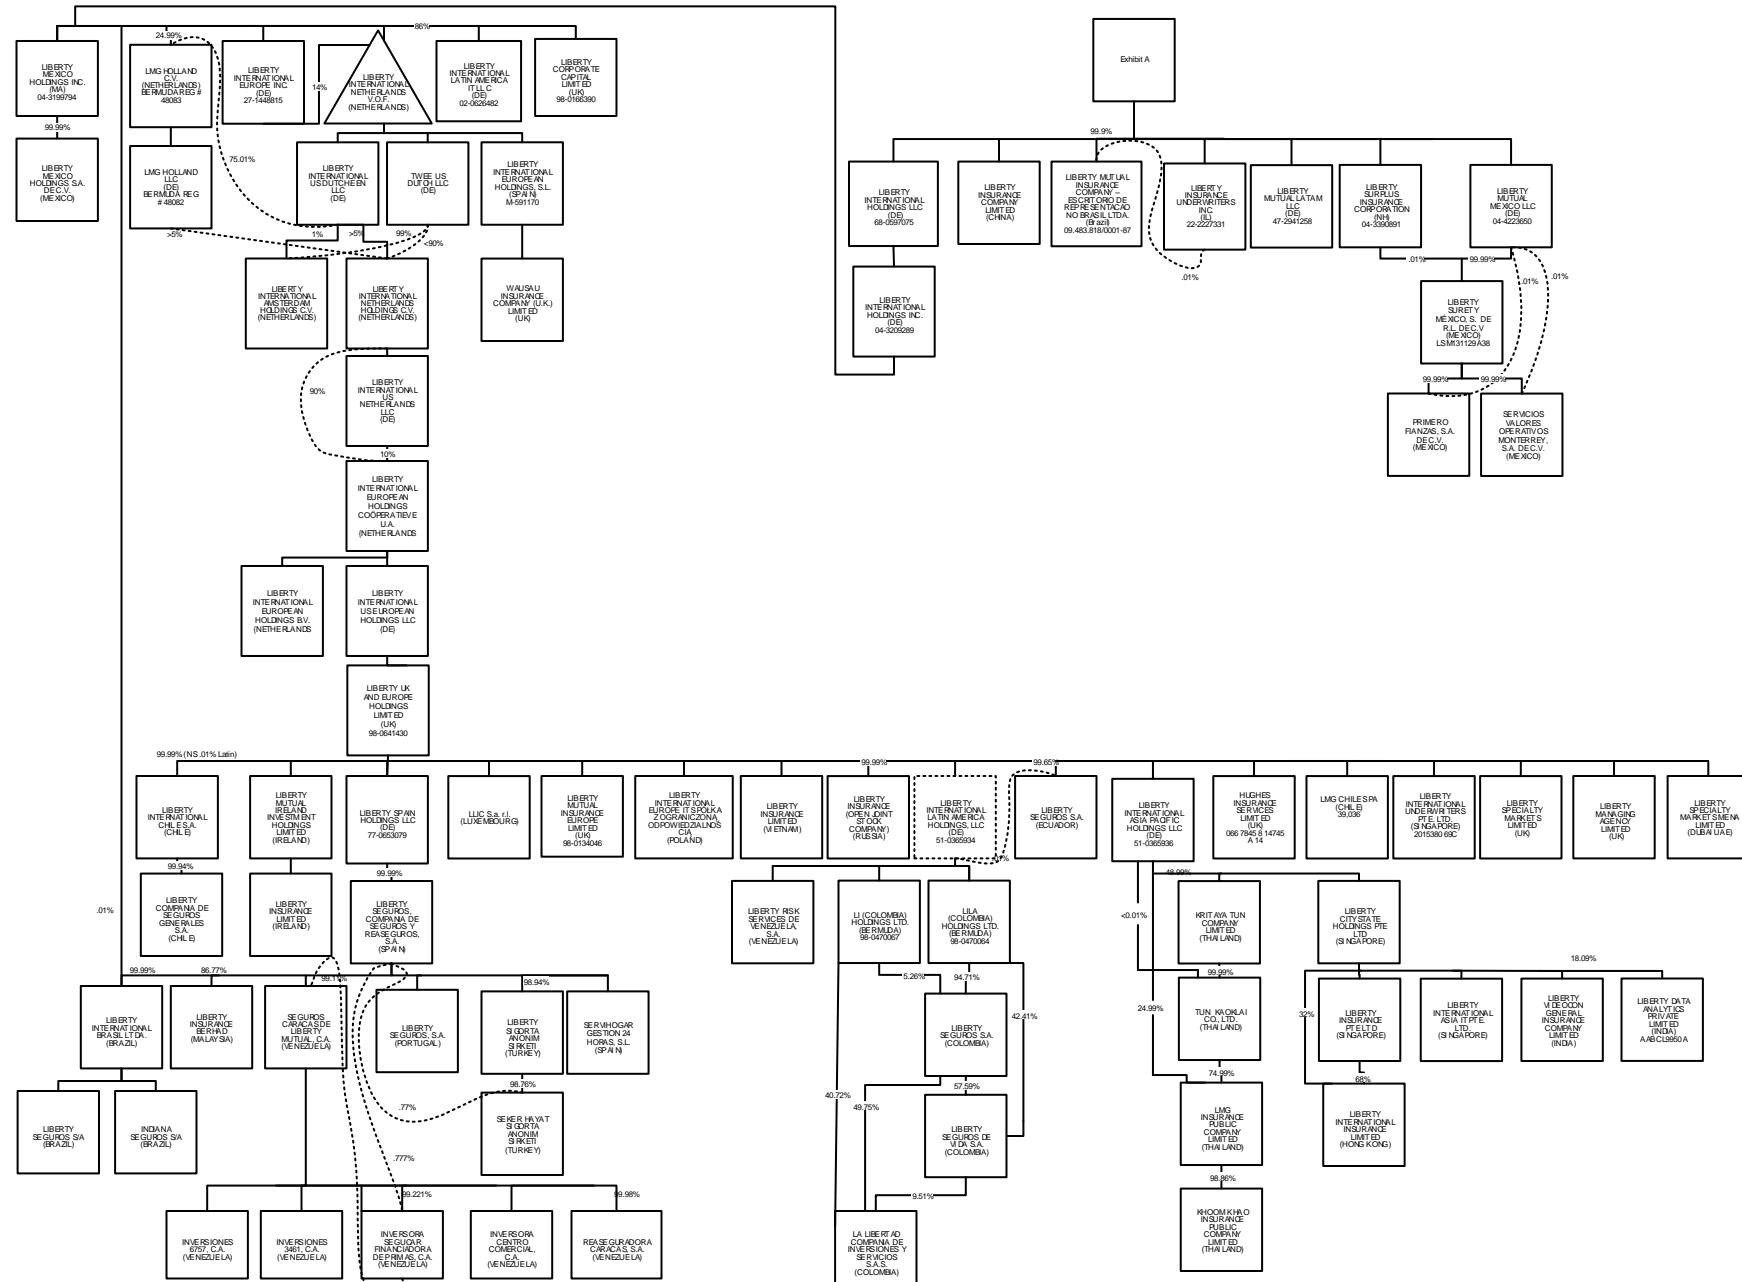 86%
24.99%
LIBERTY
MEXICO
HOLDINGS INC.
(MA)
04-3199794
LMG HOLLAND
C.V.
(NETHERLANDS)
BERMUDA REG #
48083
LIBERTY
INTERNATIONAL
EUROPE INC.
(DE)
27-1448815
14%
LIBERTY
INTERNATIONAL
NETHERLANDS
V.O.F.
(NETHERLANDS)
LIBERTY
INTERNATIONAL
LATIN AMERICA
IT LLC
(DE)
02-0626482
LIBERTY
CORPORATE
CAPITAL
LIMITED
(UK)
98-0166390
Exhibit A
99.99%
LIBERTY
MEXICO
HOLDINGS S.A.
DE C.V.
(MEXICO)
LMG HOLLAND
LLC
(DE)
BERMUDA REG
# 48082
75.01%
LIBERTY
INTERNATIONAL
US DUTCHEEN
LLC
(DE)
TWEE US
DUTCH LLC
(DE)
LIBERTY
INTERNATIONAL
EUROPEAN
HOLDINGS, S.L.
(SPAIN)
M-591170
99.9%
LIBERTY
INTERNATIONAL
HOLDINGS LLC
(DE)
68-0597075
LIBERTY
INSURANCE
COMPANY
LIMITED
(CHINA)
LIBERTY MUTUAL
INSURANCE
COMPANY –
ESCRITORIO DE
REPRESENTACAO
NO BRASIL LTDA.
(Brazil)
09.483.818/0001-87
LIBERTY
INSURANCE
UNDERWRITERS
INC.
(IL)
22-2227331
LIBERTY
MUTUAL LATAM
LLC
(DE)
47-2941258
LIBERTY
SURPLUS
INSURANCE
CORPORATION
(NH)
04-3390891
LIBERTY
MUTUAL
MEXICO LLC
(DE)
04-4223650
>5%
1%
>5%
99%
<90%
.01%
.01%
99.99%
.01%
.01%
LIBERTY
INTERNATIONAL
AMSTERDAM
HOLDINGS C.V.
(NETHERLANDS)
LIBERTY
INTERNATIONAL
NETHERLANDS
HOLDINGS C.V.
(NETHERLANDS)
WAUSAU
INSURANCE
COMPANY (U.K.)
LIMITED
(UK)
LIBERTY
INTERNATIONAL
HOLDINGS INC.
(DE)
04-3209289
LIBERTY
SURETY
MÉXICO, S. DE
R.L. DE C.V
(MEXICO)
LSM131129A38
90%
LIBERTY
INTERNATIONAL
US
NETHERLANDS
LLC
(DE)
99.99%
99.99%
PRIMERO
FIANZAS, S.A.
DE C.V.
(MEXICO)
SERVICIOS
VALORES
OPERATIVOS
MONTERREY,
S.A. DE C.V.
(MEXICO)
10%
LIBERTY
INTERNATIONAL
EUROPEAN
HOLDINGS
COÖPERATIEVE
U.A.
(NETHERLANDS
LIBERTY
INTERNATIONAL
EUROPEAN
HOLDINGS B.V.
(NETHERLANDS
LIBERTY
INTERNATIONAL
US EUROPEAN
HOLDINGS LLC
(DE)
LIBERTY UK
AND EUROPE
HOLDINGS
LIMITED
(UK)
98-0641430
99.99% (NS .01% Latin)
99.99%
99.65%
LIBERTY
INTERNATIONAL
CHILE S.A.
(CHILE)
LIBERTY
MUTUAL
IRELAND
INVESTMENT
HOLDINGS
LIMITED
(IRELAND)
LIBERTY SPAIN
HOLDINGS LLC
(DE)
77-0653079
LLIC S.a. r.l.
(LUXEMBOURG)
LIBERTY
MUTUAL
INSURANCE
EUROPE
LIMITED
(UK)
98-0134046
LIBERTY
INTERNATIONAL
EUROPE IT SPÓŁKA
Z OGRANICZONĄ
ODPOWIEDZIALNOŚ
CIĄ
(POLAND)
LIBERTY
INSURANCE
LIMITED
(VIETNAM)
LIBERTY
INSURANCE
(OPEN JOINT
STOCK
COMPANY)
(RUSSIA)
LIBERTY
INTERNATIONAL
LATIN AMERICA
HOLDINGS, LLC
(DE)
51-0365934
LIBERTY
SEGUROS S.A.
(ECUADOR)
LIBERTY
INTERNATIONAL
ASIA PACIFIC
HOLDINGS LLC
(DE)
51-0365936
HUGHES
INSURANCE
SERVICES
LIMITED
(UK)
066 7845 8 14745
A 14
LMG CHILE SPA
(CHILE)
39,036
LIBERTY
INTERNATIONAL
UNDERWRITERS
PTE. LTD.
(SINGAPORE)
2015380 69C
LIBERTY
SPECIALTY
MARKETS
LIMITED
(UK)
LIBERTY
MANAGING
AGENCY
LIMITED
(UK)
LIBERTY
SPECIALTY
MARKETS MENA
LIMITED
(DUBAI UAE)
99.94%
99.99%
48.99%
.01%
LIBERTY
COMPANIA DE
SEGUROS
GENERALES
S.A.
(CHILE)
LIBERTY
INSURANCE
LIMITED
(IRELAND)
LIBERTY
SEGUROS,
COMPANIA DE
SEGUROS Y
REASEGUROS,
S.A.
(SPAIN)
LIBERTY RISK
SERVICES DE
VENEZUELA,
S.A.
(VENEZUELA)
LI (COLOMBIA)
HOLDINGS LTD.
(BERMUDA)
98-0470067
LILA
(COLOMBIA)
HOLDINGS LTD.
(BERMUDA)
98-0470064
<0.01%
KRITAYA TUN
COMPANY
LIMITED
(THAILAND)
LIBERTY
CITYSTATE
HOLDINGS PTE
LTD
(SINGAPORE)
99.99%
86.77%
98.94%
5.26%
94.71%
99.99%
18.09%
LIBERTY
INTERNATIONAL
BRASIL LTDA.
(BRAZIL)
LIBERTY
INSURANCE
BERHAD
(MALAYSIA)
SEGUROS
CARACAS DE
LIBERTY
MUTUAL, C.A.
(VENEZUELA)
LIBERTY
SEGUROS, S.A.
(PORTUGAL)
LIBERTY
SIGORTA
ANONIM
SIRKETI
(TURKEY)
SERVIHOGAR
GESTION 24
HORAS, S.L.
(SPAIN)
LIBERTY
SEGUROS S.A.
(COLOMBIA)
42.41%
24.99%
TUN KAOKLAI
CO., LTD.
(THAILAND)
32%
LIBERTY
INSURANCE
PTE LTD
(SINGAPORE)
LIBERTY
INTERNATIONAL
ASIA IT PTE.
LTD.
(SINGAPORE)
LIBERTY
VIDEOCON
GENERAL
INSURANCE
COMPANY
LIMITED
(INDIA)
LIBERTY DATA
ANALYTICS
PRIVATE
LIMITED
(INDIA)
AABCL9950A
98.76%
57.59%
74.99%
68%
LIBERTY
SEGUROS S/A
(BRAZIL)
INDIANA
SEGUROS S/A
(BRAZIL)
.77%
SEKER HAYAT
SIGORTA
ANONIM
SIRKETI
(TURKEY)
40.72%
49.75%
LIBERTY
SEGUROS DE
VIDA S.A.
(COLOMBIA)
LMG
INSURANCE
PUBLIC
COMPANY
LIMITED
(THAILAND)
LIBERTY
INTERNATIONAL
INSURANCE
LIMITED
(HONG KONG)
.777%
98.86%
99.221%
99.98%
9.51%
INVERSIONES
6757, C.A.
(VENEZUELA)
INVERSIONES
3461, C.A.
(VENEZUELA)
INVERSORA
SEGUCAR
FINANCIADORA
DE PRIMAS, C.A.
(VENEZUELA)
INVERSORA
CENTRO
COMERCIAL,
C.A.
(VENEZUELA)
REASEGURADORA
CARACAS, S.A.
(VENEZUELA)
LA LIBERTAD
COMPANIA DE
INVERSIONES Y
SERVICIOS
S.A.S.
(COLOMBIA)
KHOOM KHAO
INSURANCE
PUBLIC
COMPANY
LIMITED
(THAILAND)